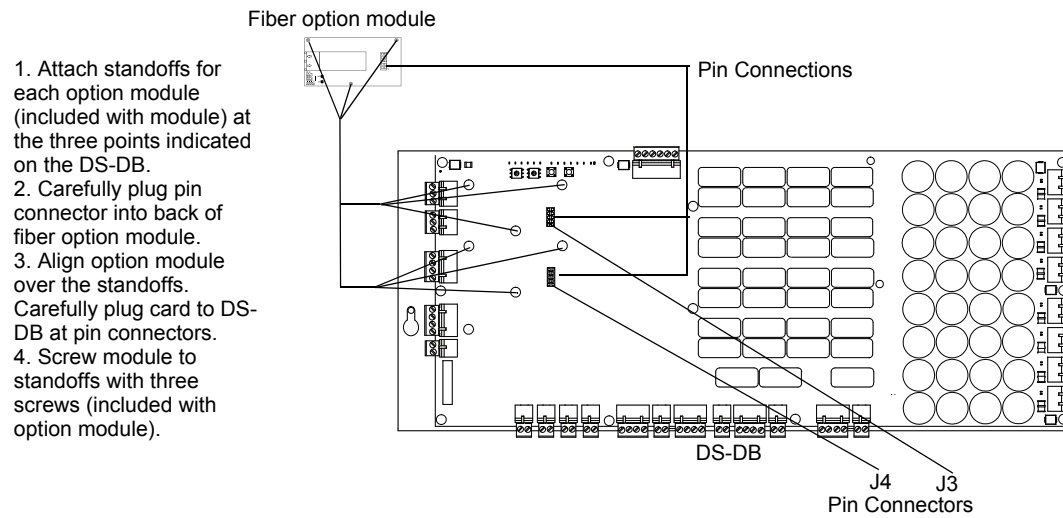 Fiber option module
1. Attach standoffs for
each option module
(included with module) at
the three points indicated
on the DS-DB.
2. Carefully plug pin
connector into back of
fiber option module.
3. Align option module
over the standoffs.
Carefully plug card to DS-
DB at pin connectors.
4. Screw module to
standoffs with three
screws (included with
option module).
Pin Connections
DS-DB
J4
J3
Pin Connectors